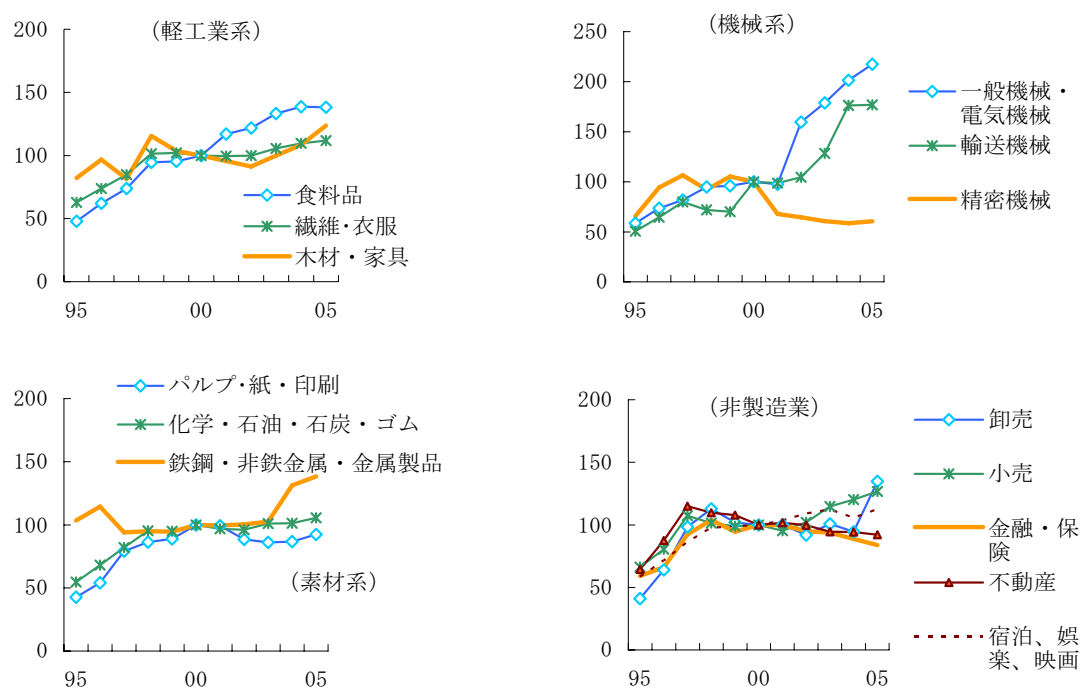 （軽工業系）
200
150
100
50
0
95
00
05
食料品
繊維・衣服
木材・家具
（機械系）
250
200
150
100
50
0
95
00
05
一般機械・
電気機械
輸送機械
精密機械
パルプ・紙・印刷
化学・石油・石炭・ゴム
鉄鋼・非鉄金属・金属製品
200
150
100
50
0
95
00
05
（素材系）
（非製造業）
200
150
100
50
0
95
00
05
卸売
小売
金融・保
険
不動産
宿泊、娯
楽、映画